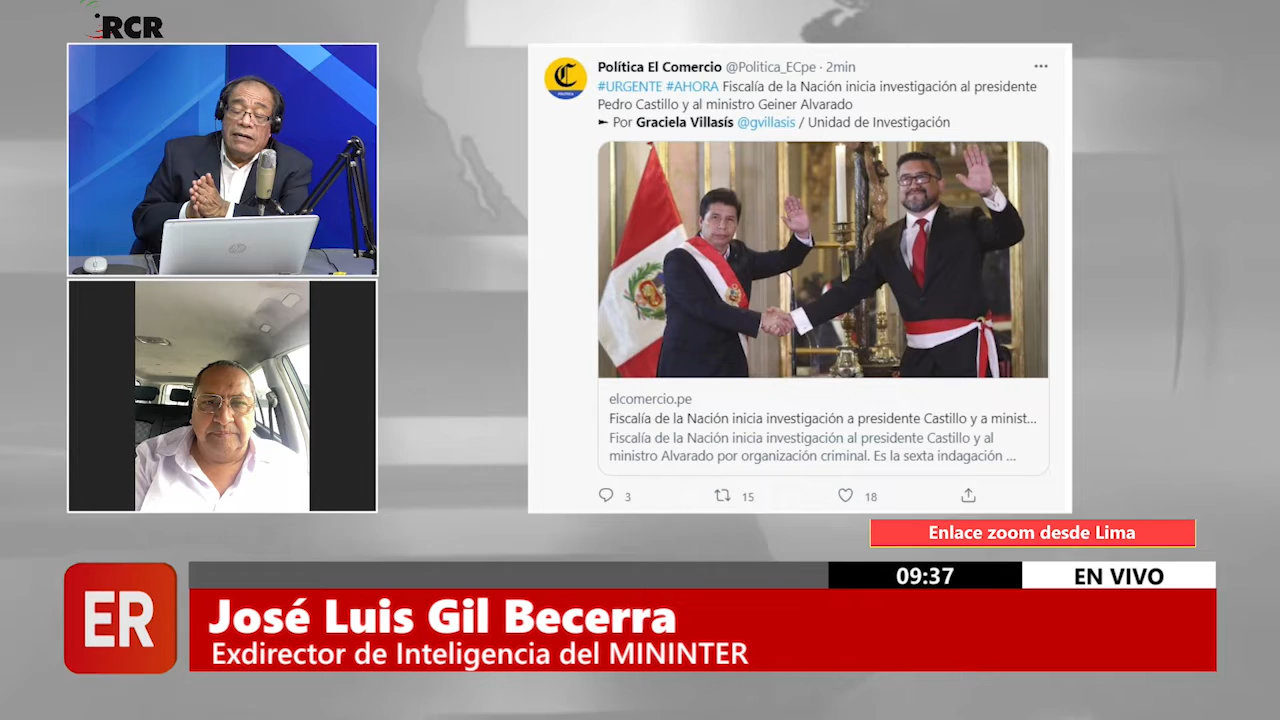 RCR
Política El Comercio @Politica_ECpe · 2min
#URGENTE #AHORA Fiscalía de la Nación inicia investigación al presidente
Pedro Castillo y al ministro Geiner Alvarado
► Por Graciela Villasís @gvillasis / Unidad de Investigación
elcomercio.pe
Fiscalía de la Nación inicia investigación a presidente Castillo y a minist...
Fiscalía de la Nación inicia investigación al presidente Castillo y al
ministro Alvarado por organización criminal. Es la sexta indagación ...
3 15 18
Enlace zoom desde Lima
09:37 EN VIVO
ER
José Luis Gil Becerra
Exdirector de Inteligencia del MININTER